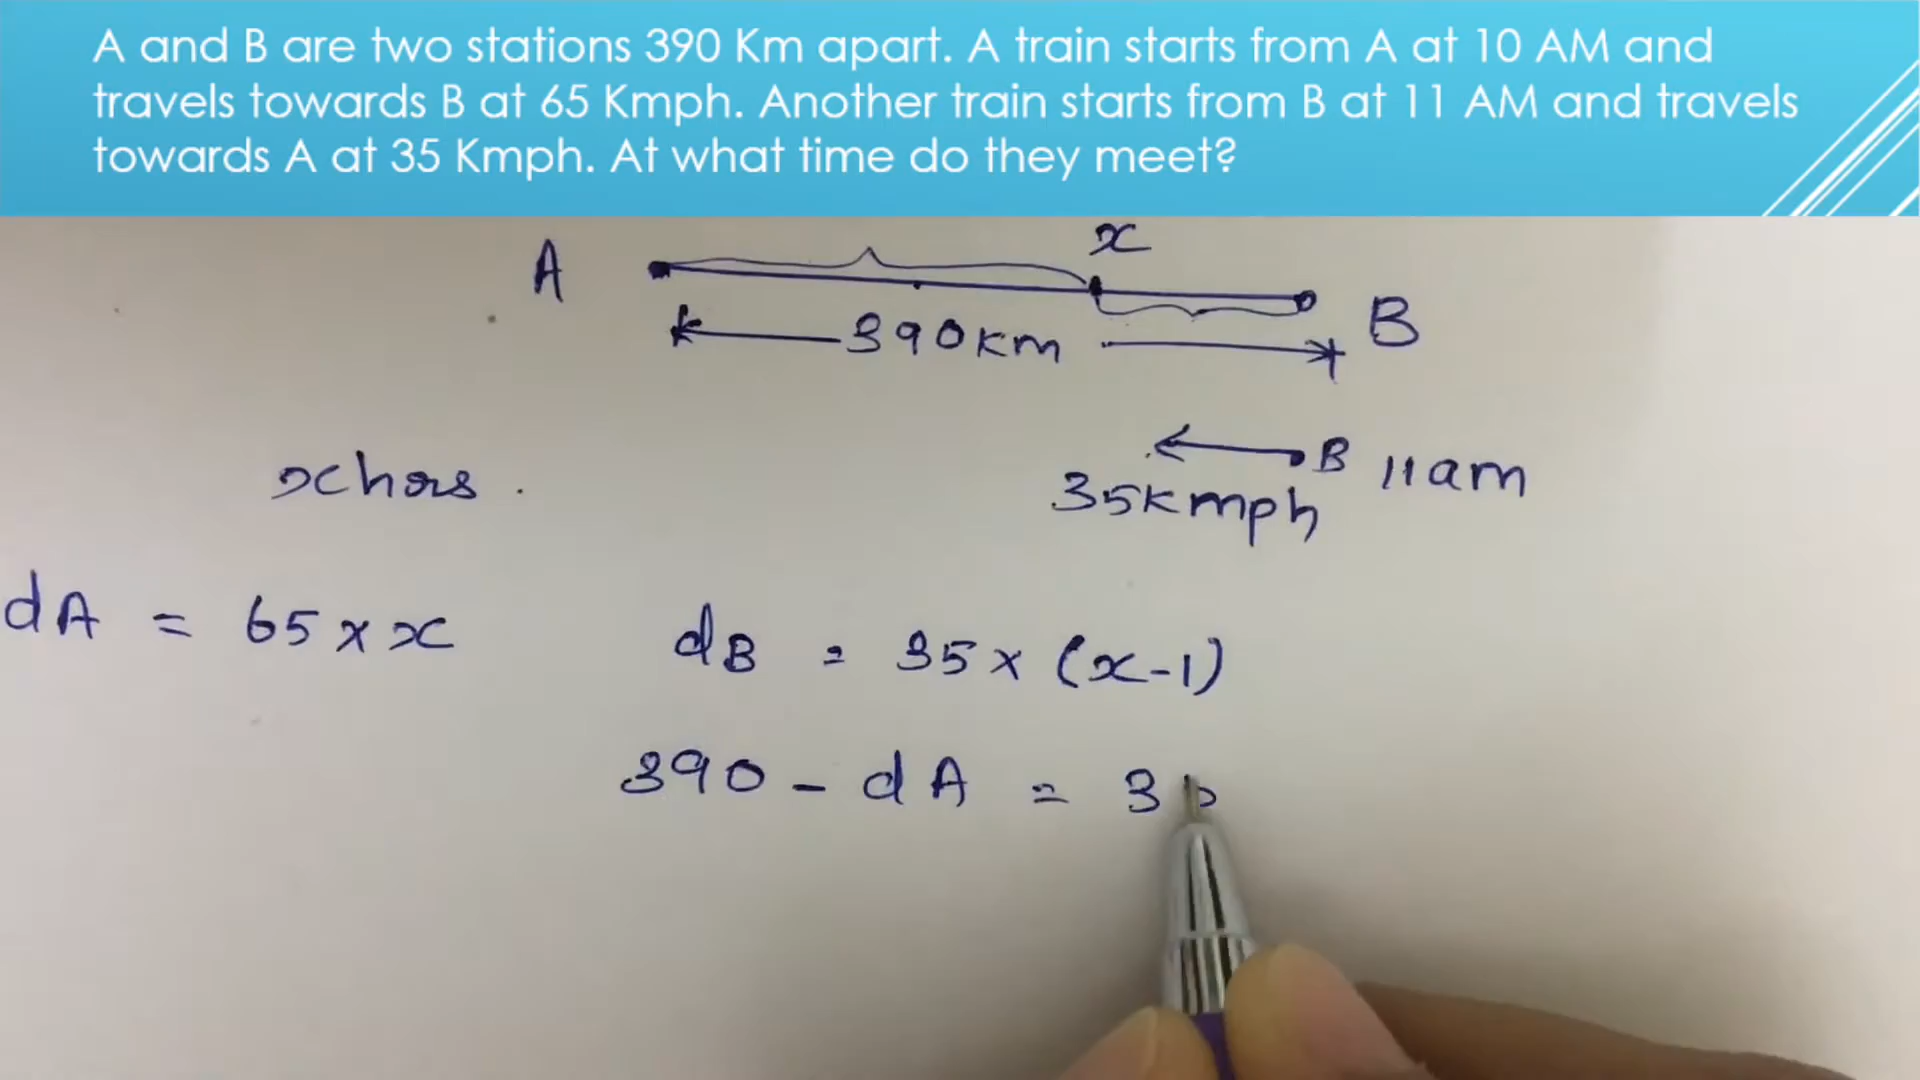 A and B are two stations 390 Km apart. A train starts from A at 10 AM and
travels towards B at 65 Kmph. Another train starts from B at 11 AM and travels
towards A at 35 Kmph. At what time do they meet?
x
A
390km
B
B 11am
xhrs.
35kmph
dA = 65 × x
dB = 35 × (x-1)
390 - dA =